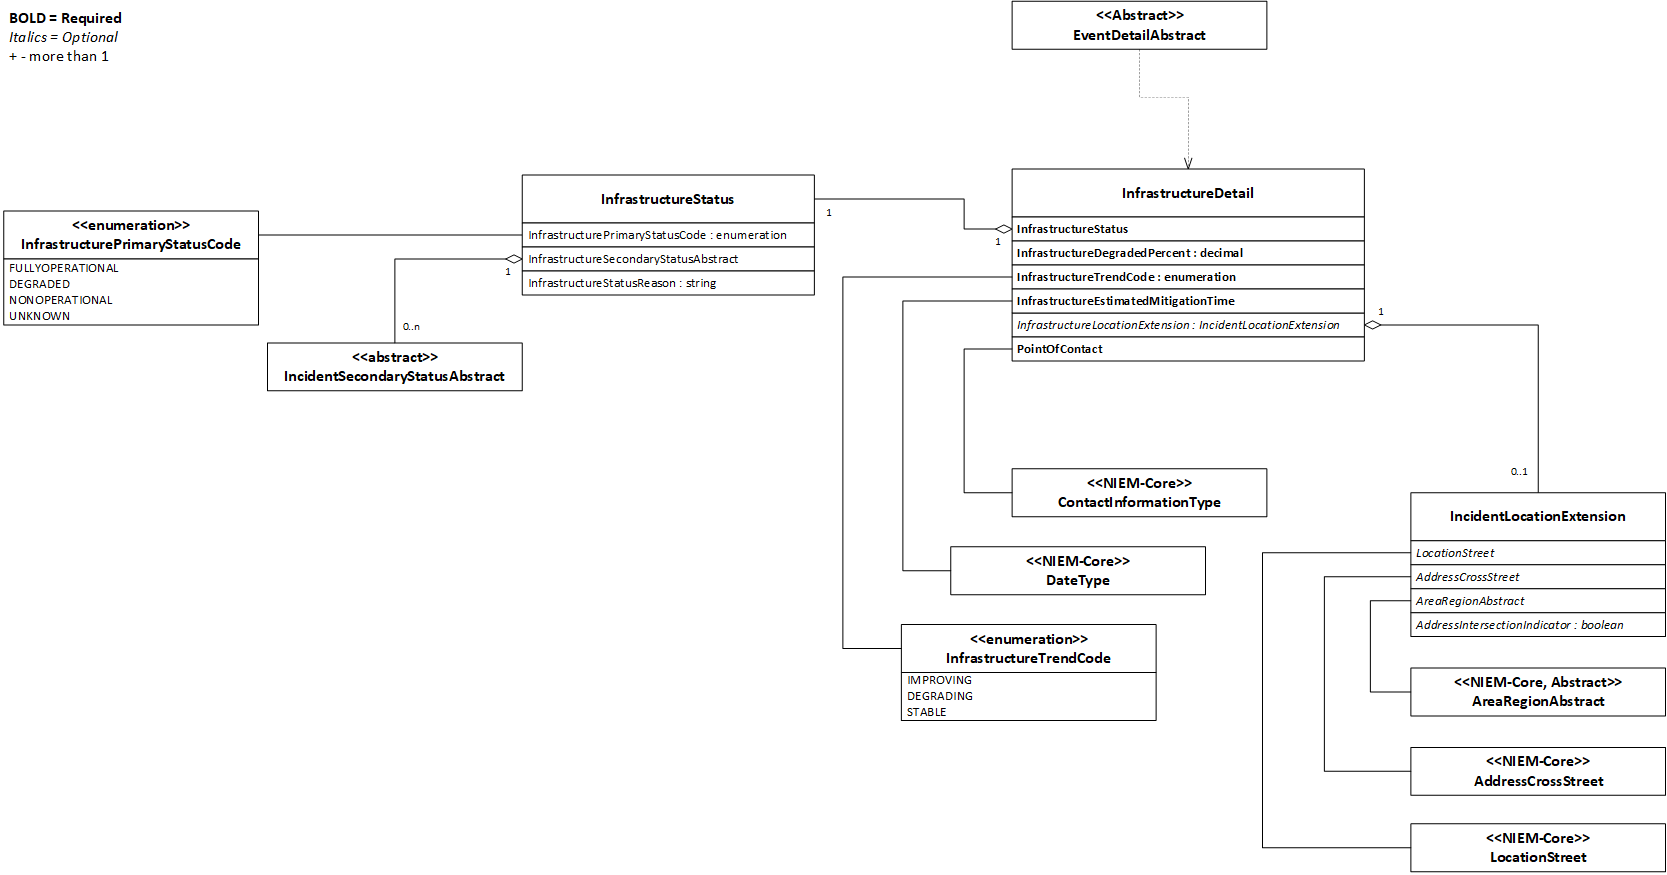 BOLD = Required
Italics = Optional
+ - more than 1
<<Abstract>>
EventDetailAbstract
InfrastructureDetail
InfrastructureStatus
InfrastructureDegradedPercent : decimal
InfrastructureTrendCode : enumeration
InfrastructureEstimatedMitigationTime
InfrastructureLocationExtension : IncidentLocationExtension
PointOfContact
1
1
1
0..1
InfrastructureStatus
InfrastructurePrimaryStatusCode : enumeration
InfrastructureSecondaryStatusAbstract
InfrastructureStatusReason : string
1
0..n
<<enumeration>>
InfrastructurePrimaryStatusCode
FULLYOPERATIONAL
DEGRADED
NONOPERATIONAL
UNKNOWN
<<abstract>>
IncidentSecondaryStatusAbstract
<<NIEM-Core>>
ContactInformationType
<<NIEM-Core>>
DateType
<<enumeration>>
InfrastructureTrendCode
IMPROVING
DEGRADING
STABLE
IncidentLocationExtension
LocationStreet
AddressCrossStreet
AreaRegionAbstract
AddressIntersectionIndicator : boolean
<<NIEM-Core, Abstract>>
AreaRegionAbstract
<<NIEM-Core>>
AddressCrossStreet
<<NIEM-Core>>
LocationStreet